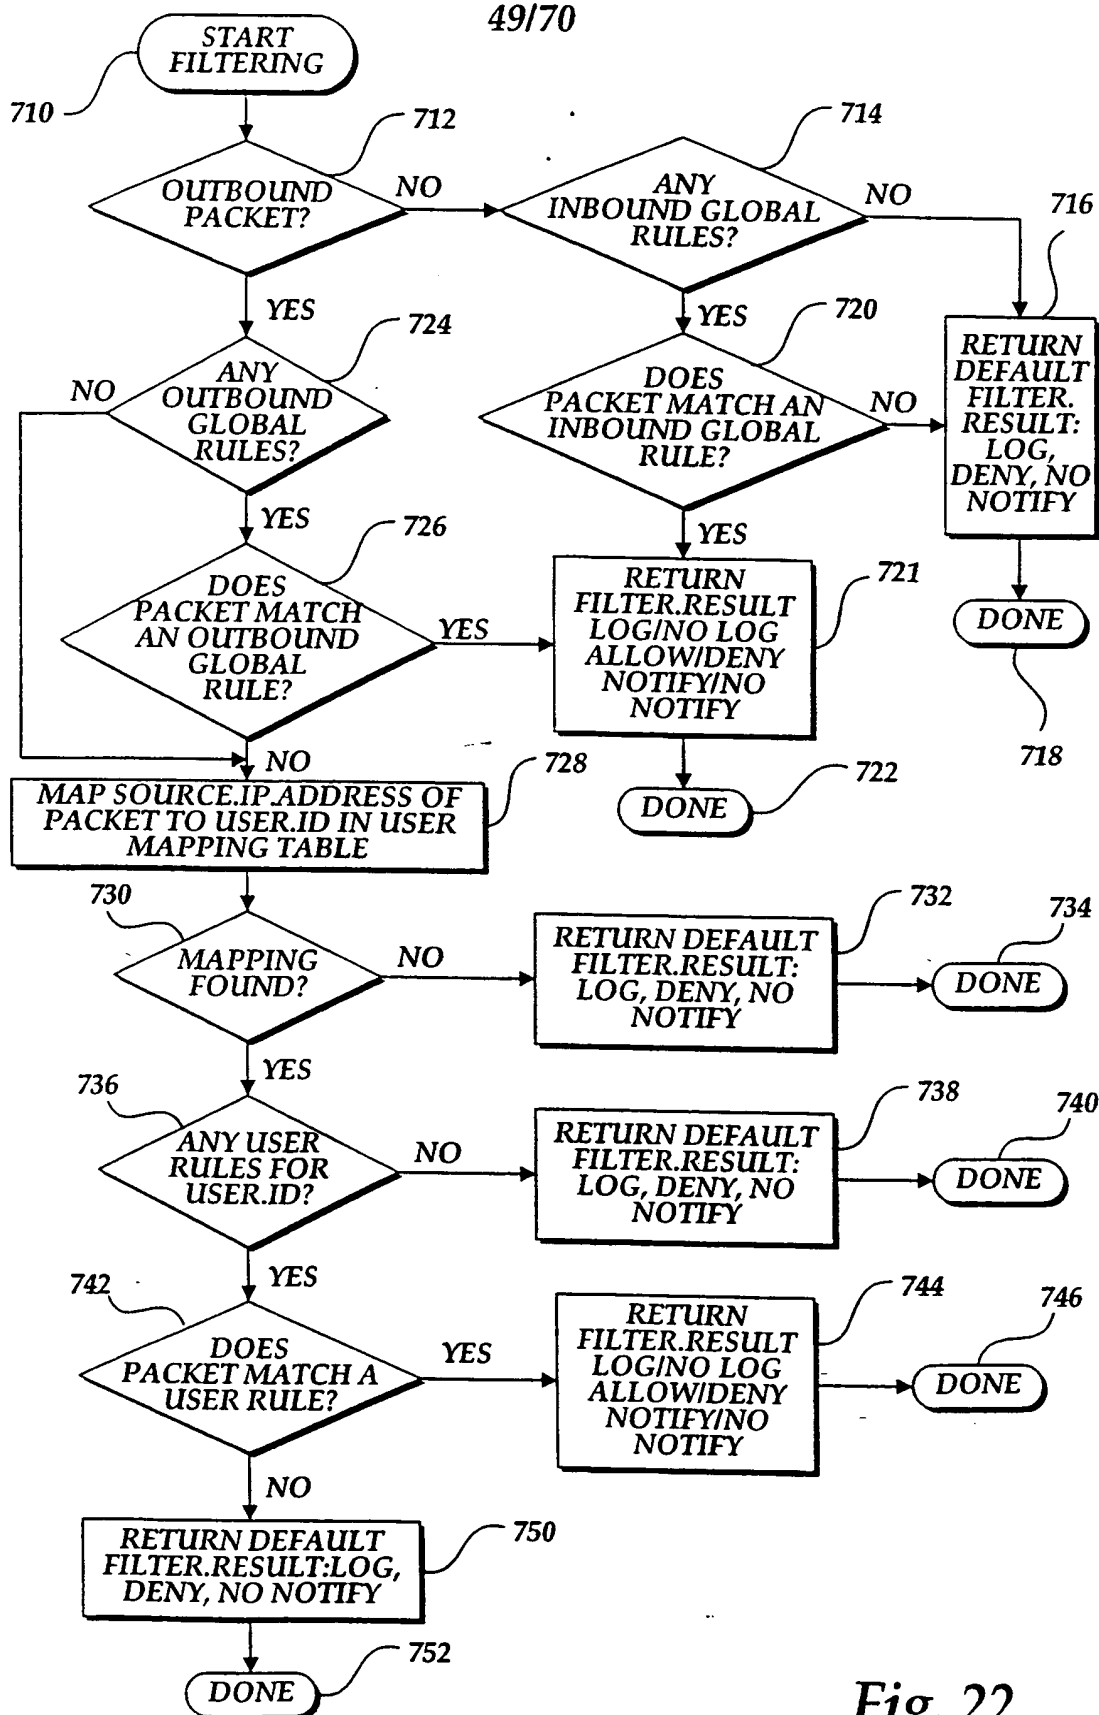 49/70
START
FILTERING
710
712
OUTBOUND
PACKET?
NO
714
ANY
INBOUND GLOBAL
RULES?
NO
716
YES
724
YES
720
RETURN
DEFAULT
FILTER.
RESULT:
LOG,
DENY, NO
NOTIFY
NO
ANY
OUTBOUND
GLOBAL
RULES?
DOES
PACKET MATCH AN
INBOUND GLOBAL
RULE?
NO
YES
726
YES
DOES
PACKET MATCH
AN OUTBOUND
GLOBAL
RULE?
YES
RETURN
FILTER.RESULT
LOG/NO LOG
ALLOW/DENY
NOTIFY/NO
NOTIFY
721
DONE
718
NO
728
722
DONE
MAP SOURCE.IP.ADDRESS OF
PACKET TO USER.ID IN USER
MAPPING TABLE
730
MAPPING
FOUND?
NO
732
RETURN DEFAULT
FILTER.RESULT:
LOG, DENY, NO
NOTIFY
734
DONE
YES
736
ANY USER
RULES FOR
USER.ID?
NO
738
RETURN DEFAULT
FILTER.RESULT:
LOG, DENY, NO
NOTIFY
740
DONE
YES
742
DOES
PACKET MATCH A
USER RULE?
YES
744
RETURN
FILTER.RESULT
LOG/NO LOG
ALLOW/DENY
NOTIFY/NO
NOTIFY
746
DONE
NO
750
RETURN DEFAULT
FILTER.RESULT:LOG,
DENY, NO NOTIFY
752
DONE
Fig. 22